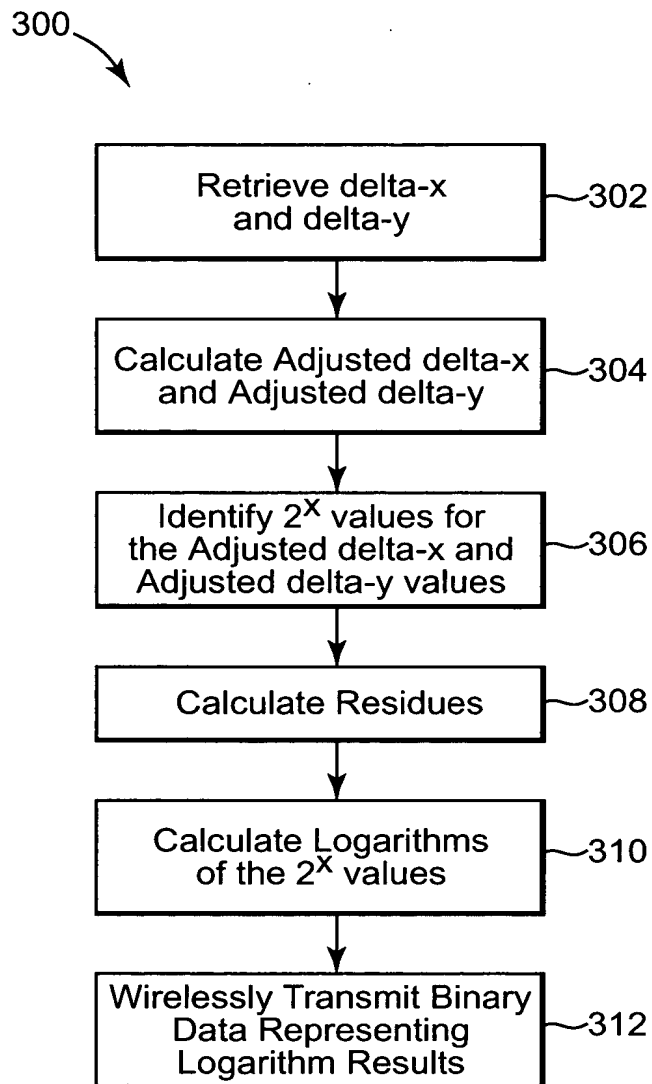 300
Retrieve delta-x
and delta-y
302
Calculate Adjusted delta-x
and Adjusted delta-y
304
Identify 2ˣ values for
the Adjusted delta-x and
Adjusted delta-y values
306
Calculate Residues
308
Calculate Logarithms
of the 2ˣ values
310
Wirelessly Transmit Binary
Data Representing
Logarithm Results
312